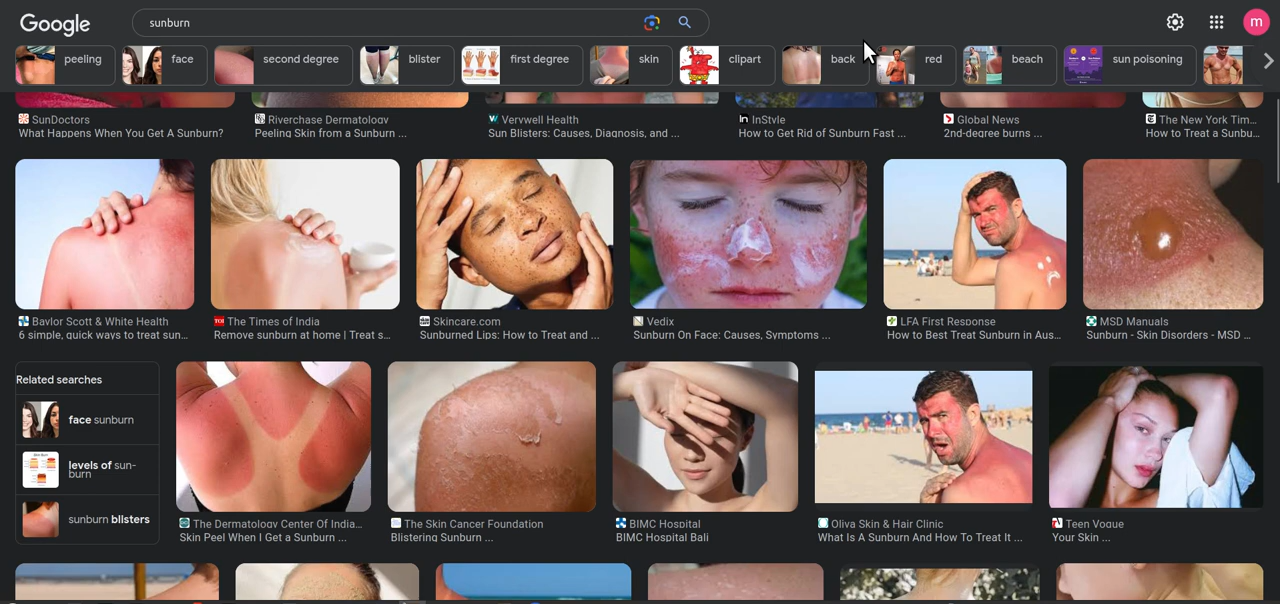 Google
sunburn
m
peeling
face
second degree
blister
first degree
skin
clipart
back
red
beach
sun poisoning
SunDoctors
What Happens When You Get A Sunburn?
Riverchase Dermatology
Peeling Skin from a Sunburn ...
Verywell Health
Sun Blisters: Causes, Diagnosis, and ...
InStyle
How to Get Rid of Sunburn Fast ...
Global News
2nd-degree burns ...
The New York Tim...
How to Treat a Sunbu...
Baylor Scott & White Health
6 simple, quick ways to treat sun...
The Times of India
Remove sunburn at home | Treat s...
Skincare.com
Sunburned Lips: How to Treat and ...
Vedix
Sunburn On Face: Causes, Symptoms ...
LFA First Response
How to Best Treat Sunburn in Aus...
MSD Manuals
Sunburn - Skin Disorders - MSD ...
Related searches
face sunburn
levels of sun-
burn
sunburn blisters
The Dermatology Center Of India...
Skin Peel When I Get a Sunburn ...
The Skin Cancer Foundation
Blistering Sunburn ...
BIMC Hospital
BIMC Hospital Bali
Oliva Skin & Hair Clinic
What Is A Sunburn And How To Treat It ...
Teen Vogue
Your Skin ...